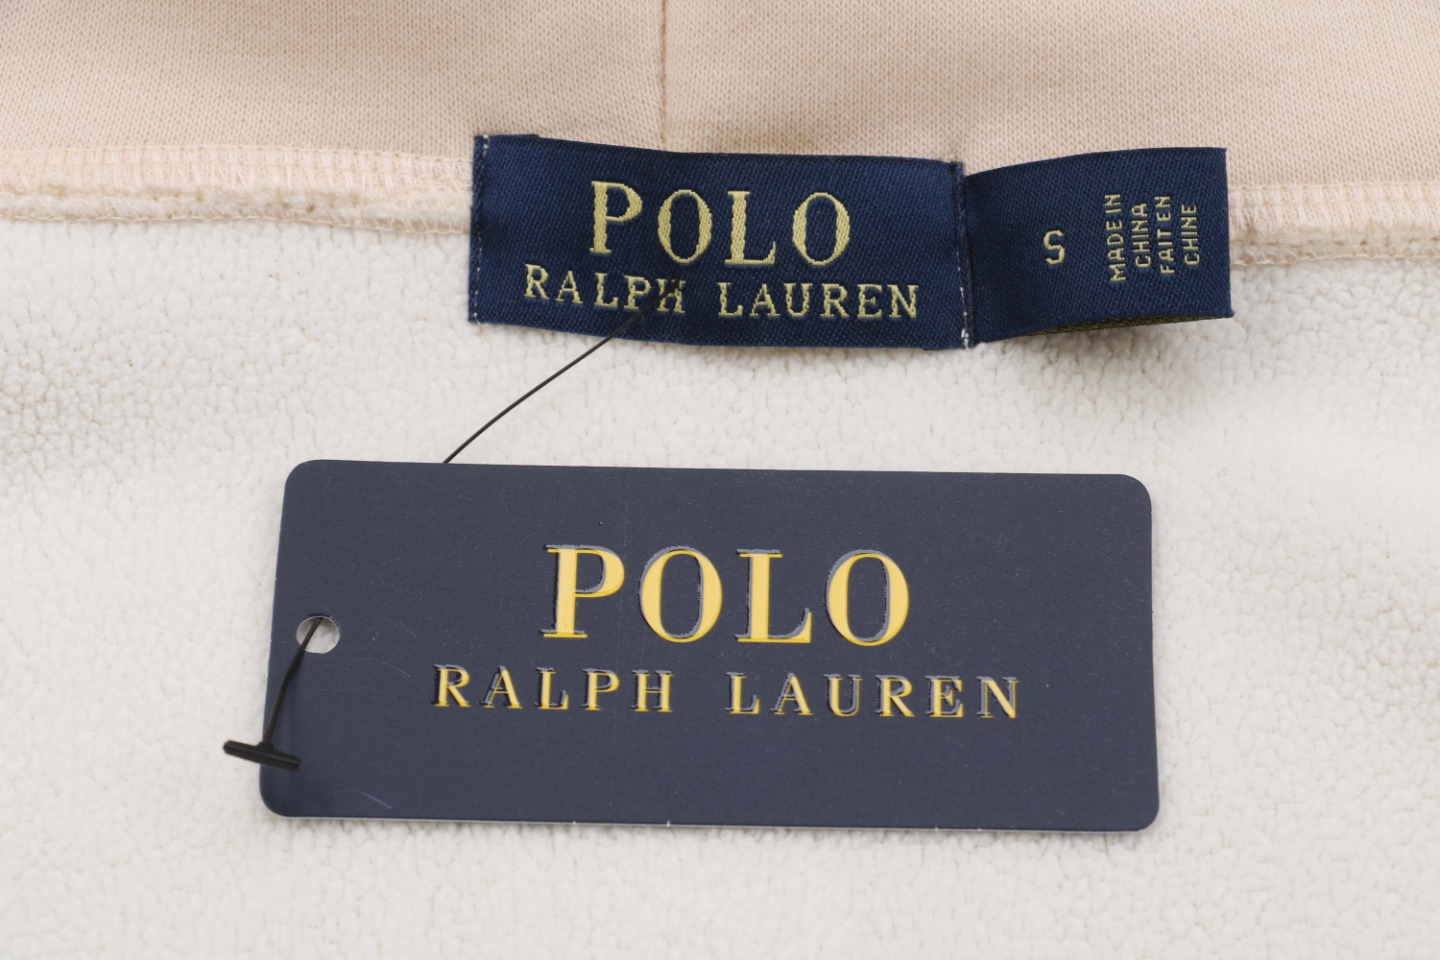 POLO
RALPH LAUREN
S
MADE IN
CHINA
FAIT EN
CHINE
POLO
RALPH LAUREN